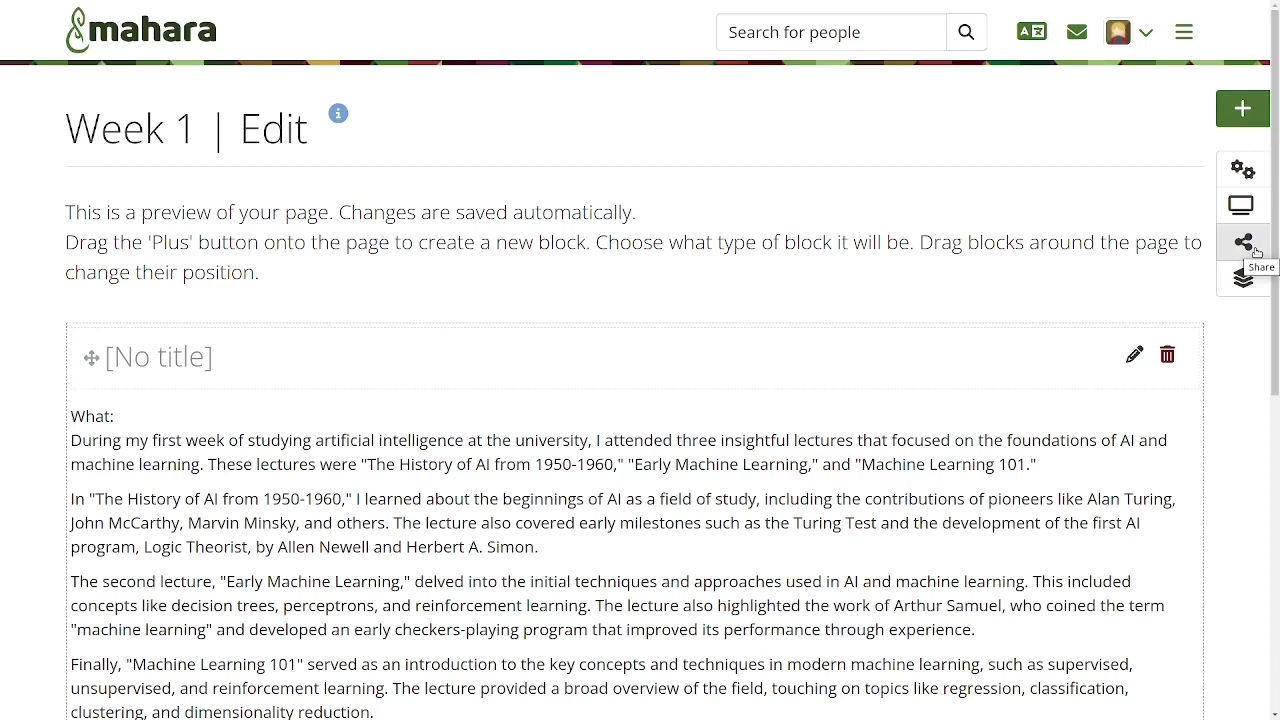 mahara
Search for people
Week 1 | Edit
This is a preview of your page. Changes are saved automatically.
Drag the 'Plus' button onto the page to create a new block. Choose what type of block it will be. Drag blocks around the page to
change their position.
Share
[No title]
What:
During my first week of studying artificial intelligence at the university, I attended three insightful lectures that focused on the foundations of AI and
machine learning. These lectures were "The History of AI from 1950-1960," "Early Machine Learning," and "Machine Learning 101."
In "The History of AI from 1950-1960," I learned about the beginnings of AI as a field of study, including the contributions of pioneers like Alan Turing,
John McCarthy, Marvin Minsky, and others. The lecture also covered early milestones such as the Turing Test and the development of the first AI
program, Logic Theorist, by Allen Newell and Herbert A. Simon.
The second lecture, "Early Machine Learning," delved into the initial techniques and approaches used in AI and machine learning. This included
concepts like decision trees, perceptrons, and reinforcement learning. The lecture also highlighted the work of Arthur Samuel, who coined the term
"machine learning" and developed an early checkers-playing program that improved its performance through experience.
Finally, "Machine Learning 101" served as an introduction to the key concepts and techniques in modern machine learning, such as supervised,
unsupervised, and reinforcement learning. The lecture provided a broad overview of the field, touching on topics like regression, classification,
clustering, and dimensionality reduction.